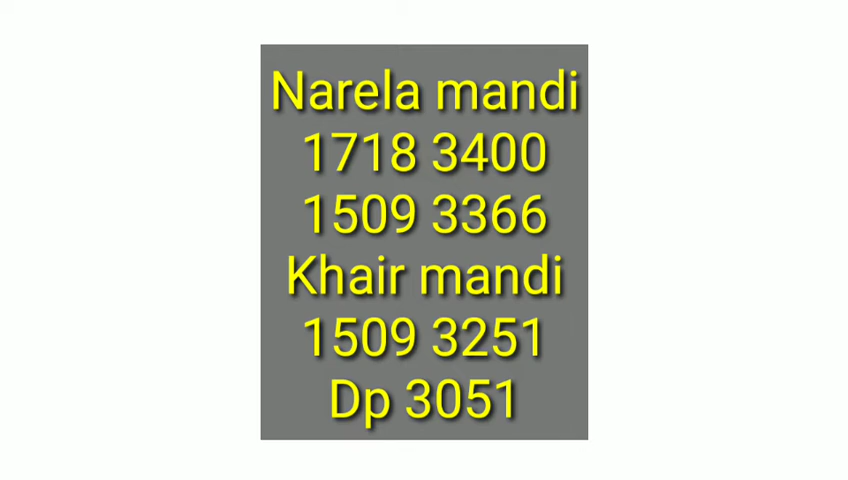 Narela mandi
1718 3400
1509 3366
Khair mandi
1509 3251
Dp 3051